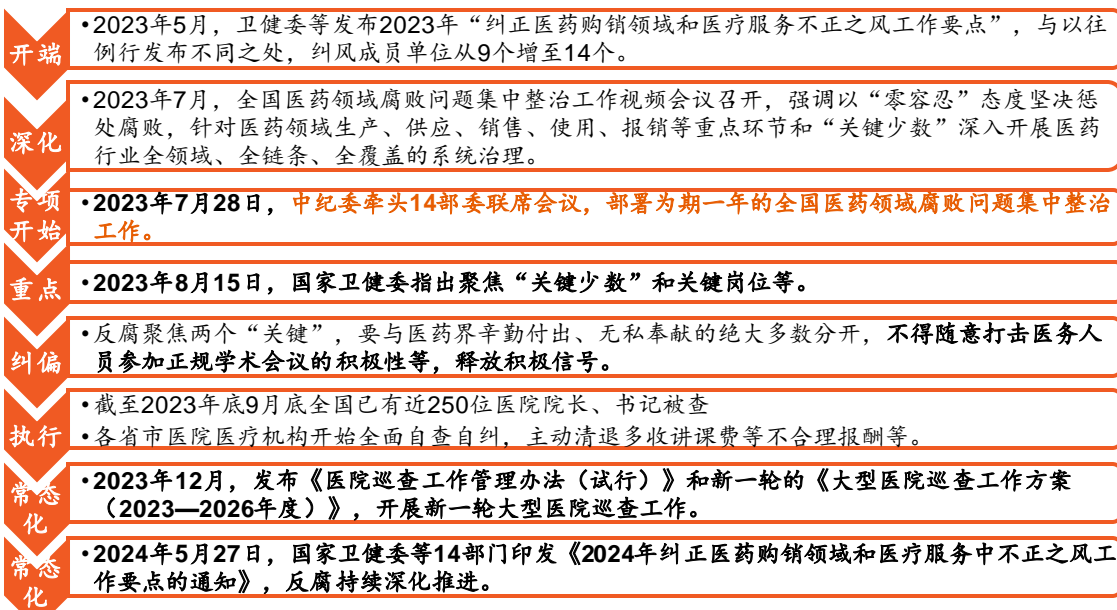 开端
•2023年5月，卫健委等发布2023年“纠正医药购销领域和医疗服务不正之风工作要点”，与以往
例行发布不同之处，纠风成员单位从9个增至14个。
深化
•2023年7月，全国医药领域腐败问题集中整治工作视频会议召开，强调以“零容忍”态度坚决惩
处腐败，针对医药领域生产、供应、销售、使用、报销等重点环节和“关键少数”深入开展医药
行业全领域、全链条、全覆盖的系统治理。
专项
开始
•2023年7月28日，中纪委牵头14部委联席会议，部署为期一年的全国医药领域腐败问题集中整治
工作。
重点
•2023年8月15日，国家卫健委指出聚焦“关键少数”和关键岗位等。
纠偏
•反腐聚焦两个“关键”，要与医药界辛勤付出、无私奉献的绝大多数分开，不得随意打击医务人
员参加正规学术会议的积极性等，释放积极信号。
执行
•截至2023年底9月底全国已有近250位医院院长、书记被查
•各省市医院医疗机构开始全面自查自纠，主动清退多收讲课费等不合理报酬等。
常态
化
•2023年12月，发布《医院巡查工作管理办法（试行）》和新一轮的《大型医院巡查工作方案
（2023—2026年度）》，开展新一轮大型医院巡查工作。
常态
化
•2024年5月27日，国家卫健委等14部门印发《2024年纠正医药购销领域和医疗服务中不正之风工
作要点的通知》，反腐持续深化推进。